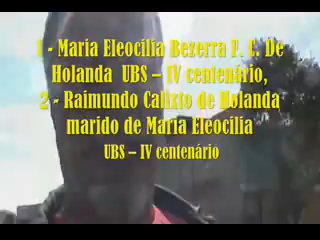 1 - Maria Eleocilia Bezerra F. C. De
Holanda  UBS – IV centenário,
2 - Raimundo Calixto de Holanda
marido de Maria Eleocilia
UBS – IV centenário